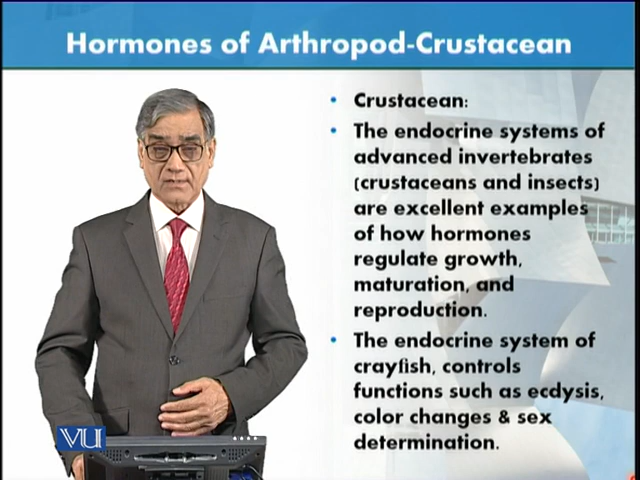 Hormones of Arthropod-Crustacean
• Crustacean:
• The endocrine systems of
advanced invertebrates
(crustaceans and insects)
are excellent examples
of how hormones
regulate growth,
maturation, and
reproduction.
• The endocrine system of
crayfish, controls
functions such as ecdysis,
color changes & sex
determination.
VU